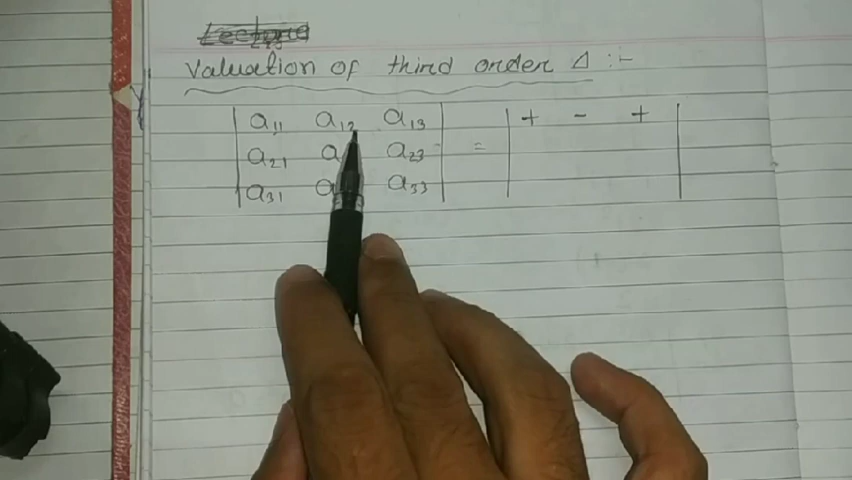 Valuation of third order Δ :-
| a11 a12 a13 | = | + - + |
| a21 a a23 |
| a31 a a33 |